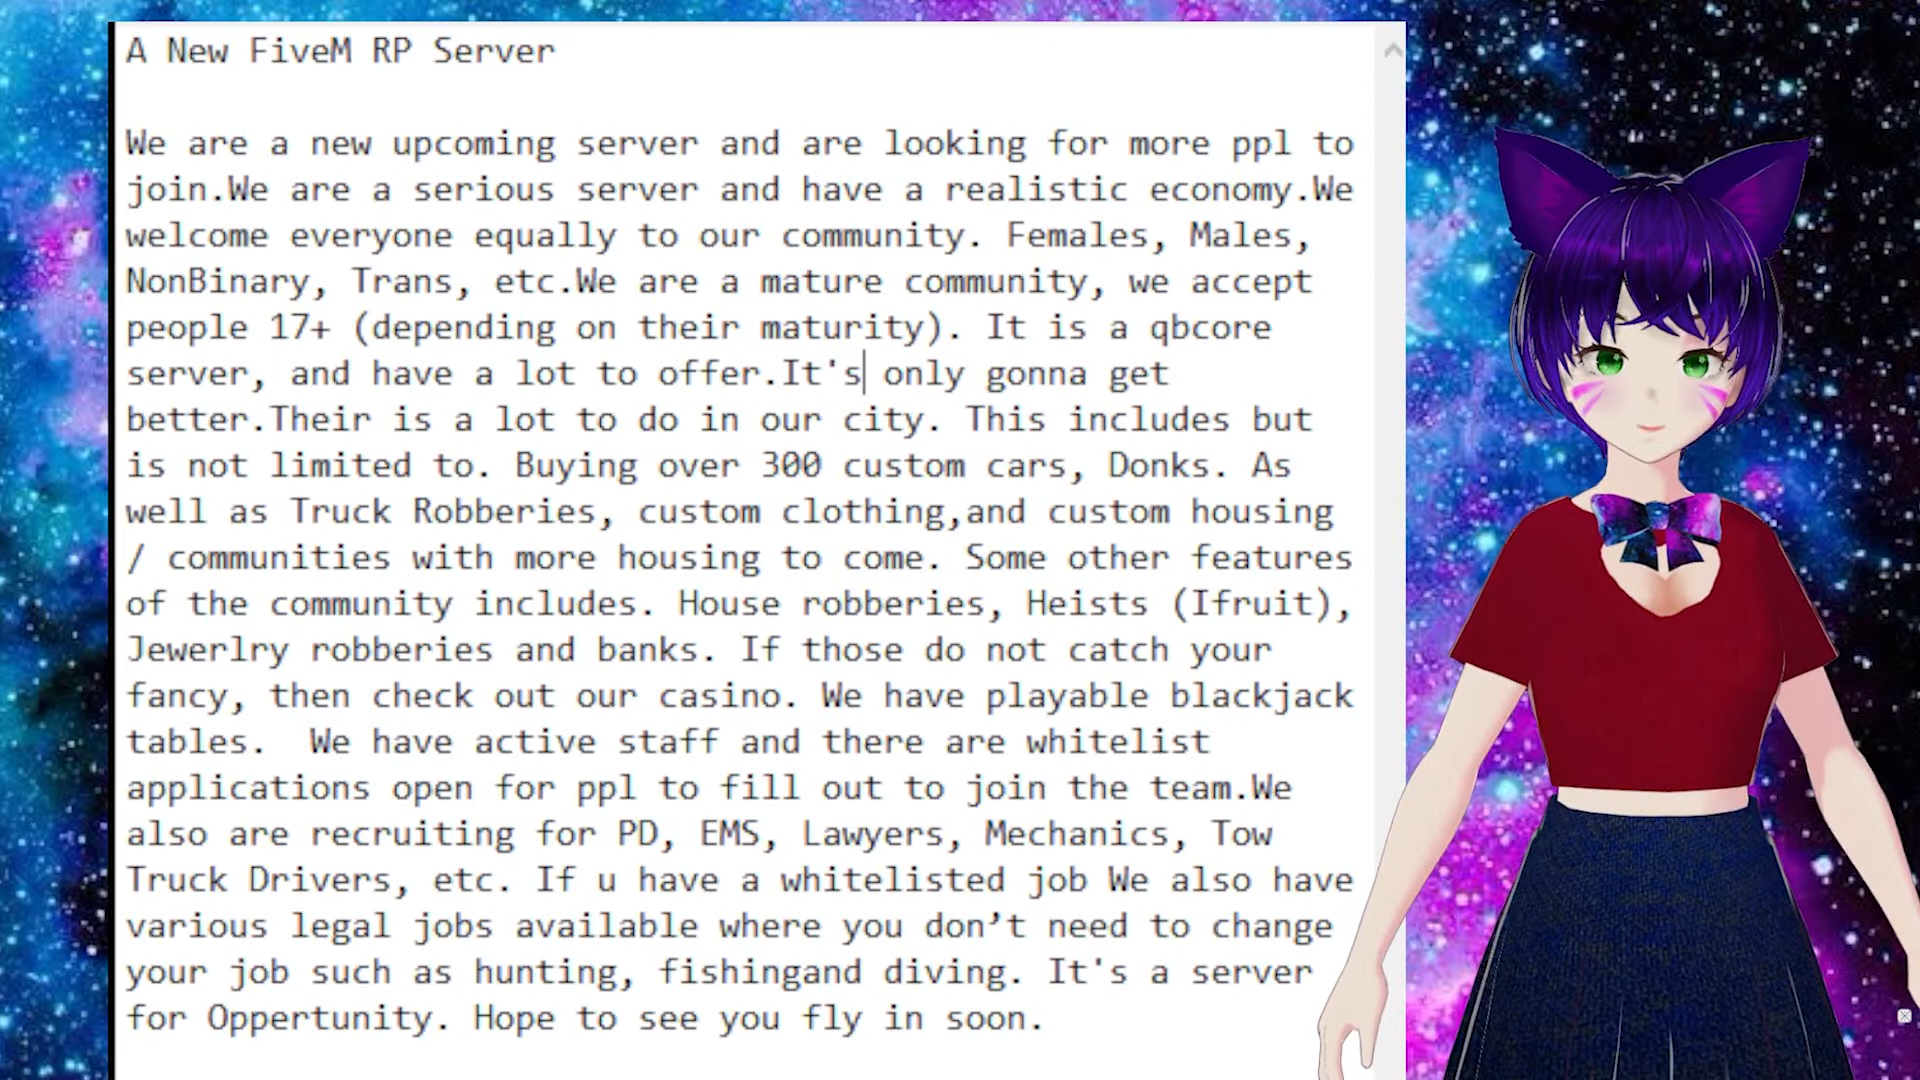 A New FiveM RP Server
We are a new upcoming server and are looking for more ppl to
join.We are a serious server and have a realistic economy.We
welcome everyone equally to our community. Females, Males,
NonBinary, Trans, etc.We are a mature community, we accept
people 17+ (depending on their maturity). It is a qbcore
server, and have a lot to offer.It's only gonna get
better.Their is a lot to do in our city. This includes but
is not limited to. Buying over 300 custom cars, Donks. As
well as Truck Robberies, custom clothing,and custom housing
/ communities with more housing to come. Some other features
of the community includes. House robberies, Heists (Ifruit),
Jewerlry robberies and banks. If those do not catch your
fancy, then check out our casino. We have playable blackjack
tables.  We have active staff and there are whitelist
applications open for ppl to fill out to join the team.We
also are recruiting for PD, EMS, Lawyers, Mechanics, Tow
Truck Drivers, etc. If u have a whitelisted job We also have
various legal jobs available where you don’t need to change
your job such as hunting, fishingand diving. It's a server
for Oppertunity. Hope to see you fly in soon.